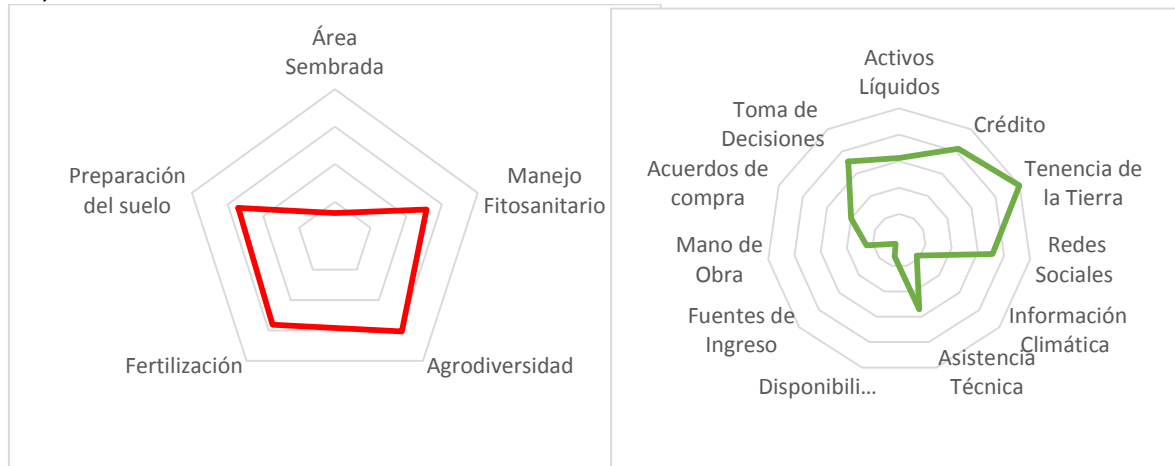 Área
Sembrada
Manejo
Fitosanitario
Agrodiversidad
Fertilización
Preparación
del suelo
Activos
Líquidos
Crédito
Tenencia de
la Tierra
Redes
Sociales
Información
Climática
Asistencia
Técnica
Disponibili...
Fuentes de
Ingreso
Mano de
Obra
Acuerdos de
compra
Toma de
Decisiones